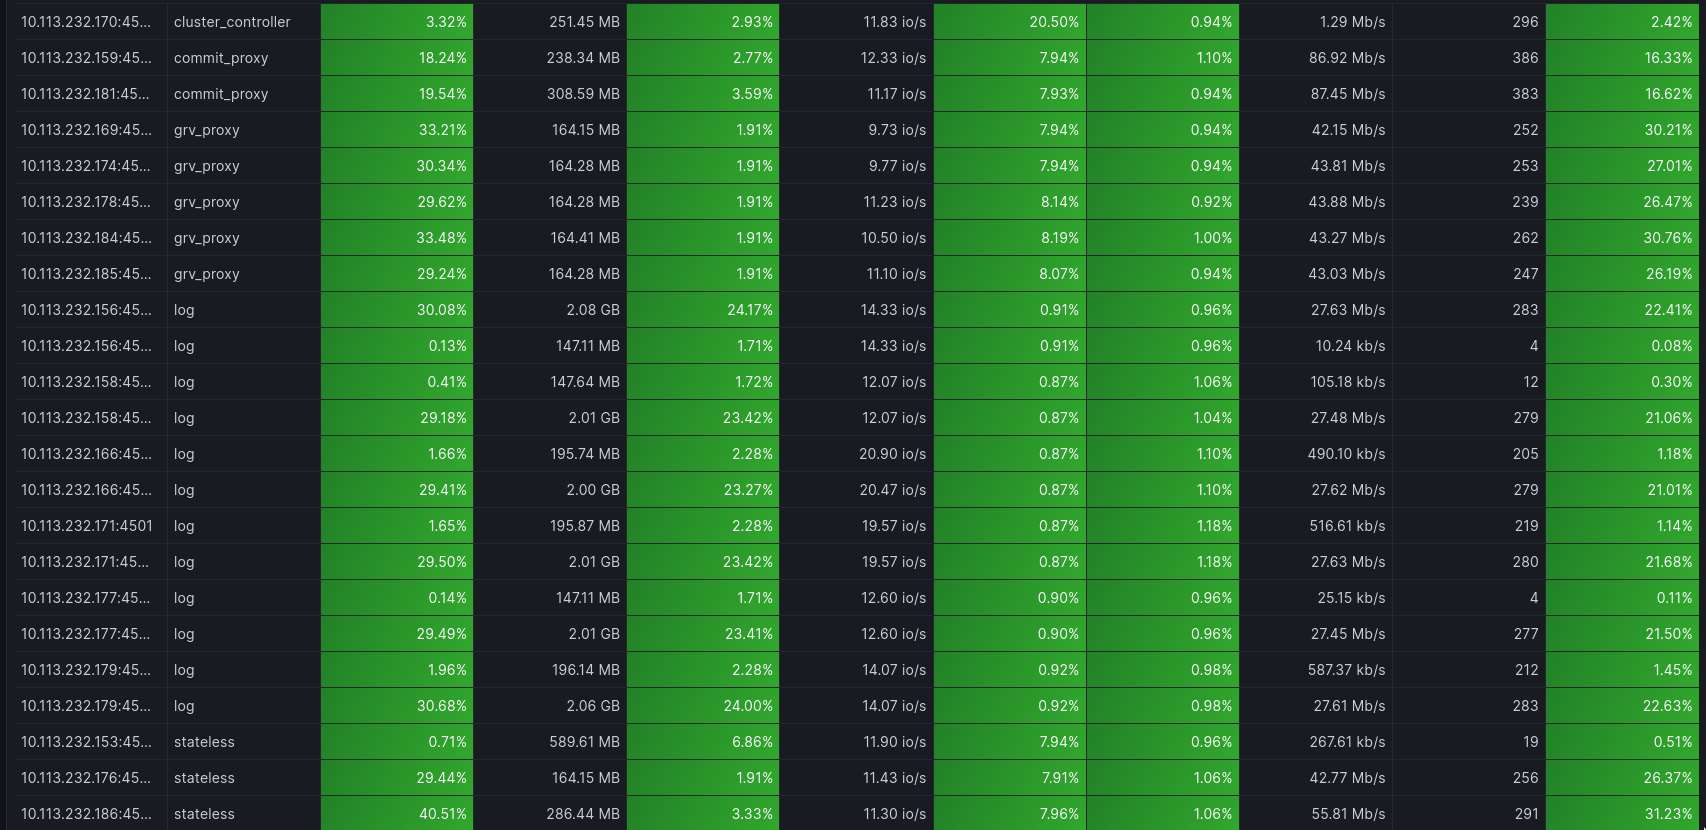 10.113.232.170:45... cluster_controller 3.32% 251.45 MB 2.93% 11.83 io/s 20.50% 0.94% 1.29 Mb/s 296 2.42%
10.113.232.159:45... commit_proxy 18.24% 238.34 MB 2.77% 12.33 io/s 7.94% 1.10% 86.92 Mb/s 386 16.33%
10.113.232.181:45... commit_proxy 19.54% 308.59 MB 3.59% 11.17 io/s 7.93% 0.94% 87.45 Mb/s 383 16.62%
10.113.232.169:45... grv_proxy 33.21% 164.15 MB 1.91% 9.73 io/s 7.94% 0.94% 42.15 Mb/s 252 30.21%
10.113.232.174:45... grv_proxy 30.34% 164.28 MB 1.91% 9.77 io/s 7.94% 0.94% 43.81 Mb/s 253 27.01%
10.113.232.178:45... grv_proxy 29.62% 164.28 MB 1.91% 11.23 io/s 8.14% 0.92% 43.88 Mb/s 239 26.47%
10.113.232.184:45... grv_proxy 33.48% 164.41 MB 1.91% 10.50 io/s 8.19% 1.00% 43.27 Mb/s 262 30.76%
10.113.232.185:45... grv_proxy 29.24% 164.28 MB 1.91% 11.10 io/s 8.07% 0.94% 43.03 Mb/s 247 26.19%
10.113.232.156:45... log 30.08% 2.08 GB 24.17% 14.33 io/s 0.91% 0.96% 27.63 Mb/s 283 22.41%
10.113.232.156:45... log 0.13% 147.11 MB 1.71% 14.33 io/s 0.91% 0.96% 10.24 kb/s 4 0.08%
10.113.232.158:45... log 0.41% 147.64 MB 1.72% 12.07 io/s 0.87% 1.06% 105.18 kb/s 12 0.30%
10.113.232.158:45... log 29.18% 2.01 GB 23.42% 12.07 io/s 0.87% 1.04% 27.48 Mb/s 279 21.06%
10.113.232.166:45... log 1.66% 195.74 MB 2.28% 20.90 io/s 0.87% 1.10% 490.10 kb/s 205 1.18%
10.113.232.166:45... log 29.41% 2.00 GB 23.27% 20.47 io/s 0.87% 1.10% 27.62 Mb/s 279 21.01%
10.113.232.171:4501 log 1.65% 195.87 MB 2.28% 19.57 io/s 0.87% 1.18% 516.61 kb/s 219 1.14%
10.113.232.171:45... log 29.50% 2.01 GB 23.42% 19.57 io/s 0.87% 1.18% 27.63 Mb/s 280 21.68%
10.113.232.177:45... log 0.14% 147.11 MB 1.71% 12.60 io/s 0.90% 0.96% 25.15 kb/s 4 0.11%
10.113.232.177:45... log 29.49% 2.01 GB 23.41% 12.60 io/s 0.90% 0.96% 27.45 Mb/s 277 21.50%
10.113.232.179:45... log 1.96% 196.14 MB 2.28% 14.07 io/s 0.92% 0.98% 587.37 kb/s 212 1.45%
10.113.232.179:45... log 30.68% 2.06 GB 24.00% 14.07 io/s 0.92% 0.98% 27.61 Mb/s 283 22.63%
10.113.232.153:45... stateless 0.71% 589.61 MB 6.86% 11.90 io/s 7.94% 0.96% 267.61 kb/s 19 0.51%
10.113.232.176:45... stateless 29.44% 164.15 MB 1.91% 11.43 io/s 7.91% 1.06% 42.77 Mb/s 256 26.37%
10.113.232.186:45... stateless 40.51% 286.44 MB 3.33% 11.30 io/s 7.96% 1.06% 55.81 Mb/s 291 31.23%